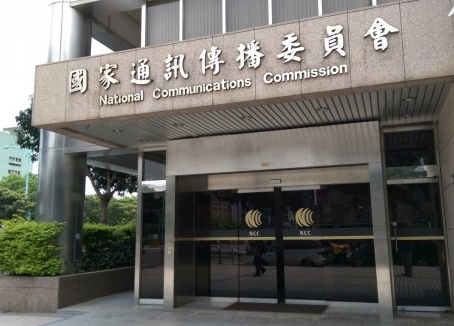 國家通訊傳播委員會
National Communications Commission
NCC
NCC